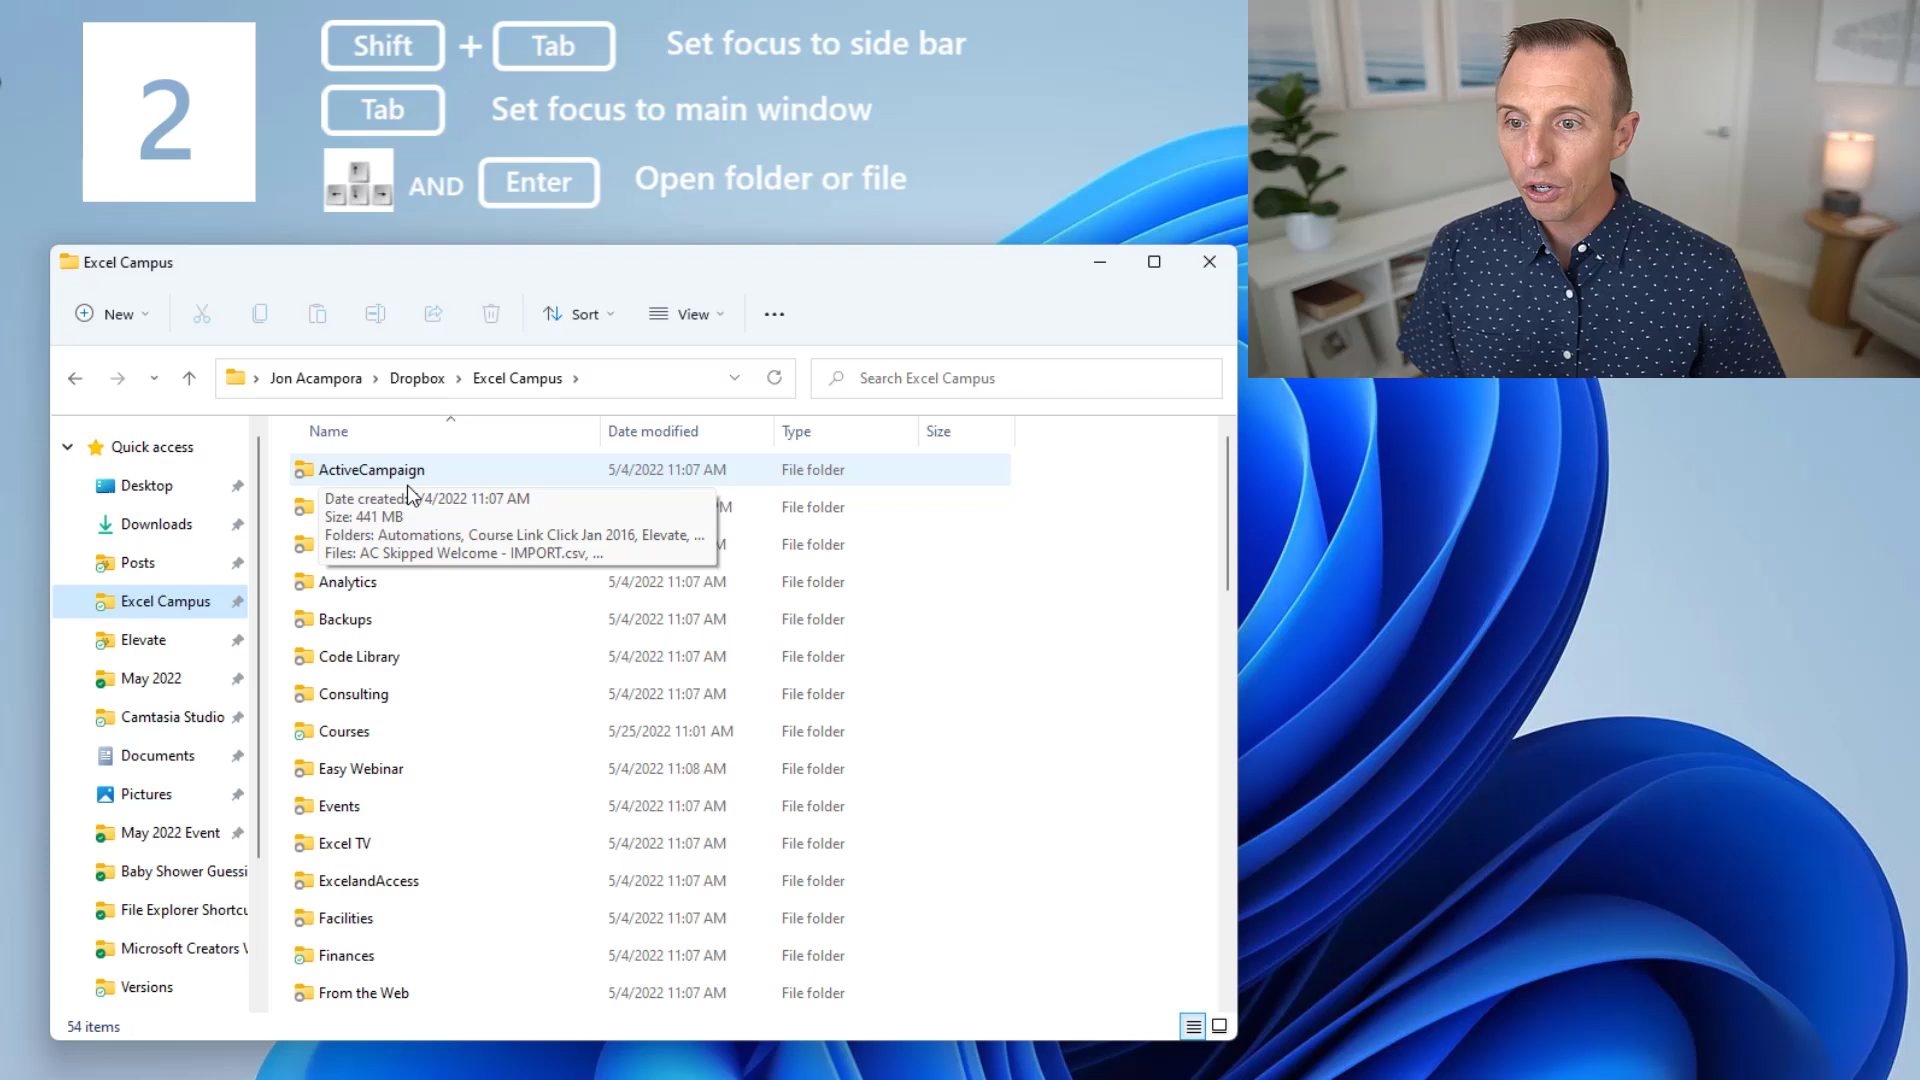 2
Shift + Tab Set focus to side bar
Tab Set focus to main window
AND Enter Open folder or file
Excel Campus
New Sort View
Jon Acampora > Dropbox > Excel Campus >
Search Excel Campus
Quick access
Desktop
Downloads
Posts
Excel Campus
Elevate
May 2022
Camtasia Studio
Documents
Pictures
May 2022 Event
Baby Shower Guessi
File Explorer Shortcu
Microsoft Creators V
Versions
Name Date modified Type Size
ActiveCampaign 5/4/2022 11:07 AM File folder
Date created: /4/2022 11:07 AM
Size: 441 MB
Folders: Automations, Course Link Click Jan 2016, Elevate, ...
Files: AC Skipped Welcome - IMPORT.csv, ...
M File folder
M File folder
Analytics 5/4/2022 11:07 AM File folder
Backups 5/4/2022 11:07 AM File folder
Code Library 5/4/2022 11:07 AM File folder
Consulting 5/4/2022 11:07 AM File folder
Courses 5/25/2022 11:01 AM File folder
Easy Webinar 5/4/2022 11:08 AM File folder
Events 5/4/2022 11:07 AM File folder
Excel TV 5/4/2022 11:07 AM File folder
ExcelandAccess 5/4/2022 11:07 AM File folder
Facilities 5/4/2022 11:07 AM File folder
Finances 5/4/2022 11:07 AM File folder
From the Web 5/4/2022 11:07 AM File folder
54 items